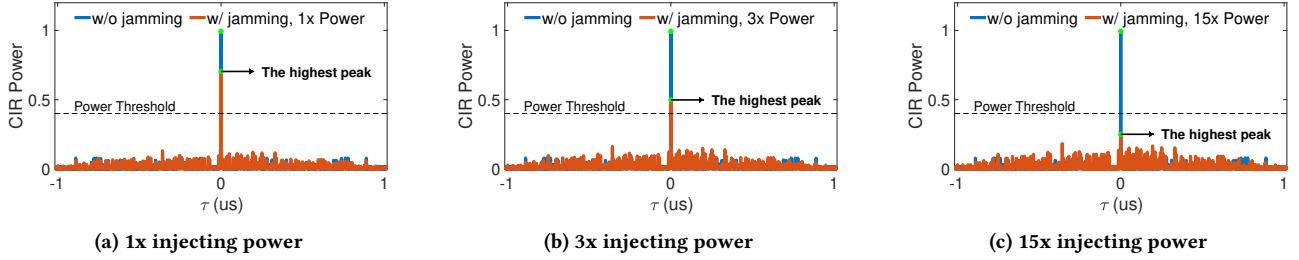 w/o jamming w/ jamming, 1x Power
1
The highest peak
CIR Power
0.5
Power Threshold
0
-1 0 1
τ (us)
(a) 1x injecting power
w/o jamming w/ jamming, 3x Power
1
The highest peak
CIR Power
0.5
Power Threshold
0
-1 0 1
τ (us)
(b) 3x injecting power
w/o jamming w/ jamming, 15x Power
1
CIR Power
0.5
Power Threshold
The highest peak
0
-1 0 1
τ (us)
(c) 15x injecting power